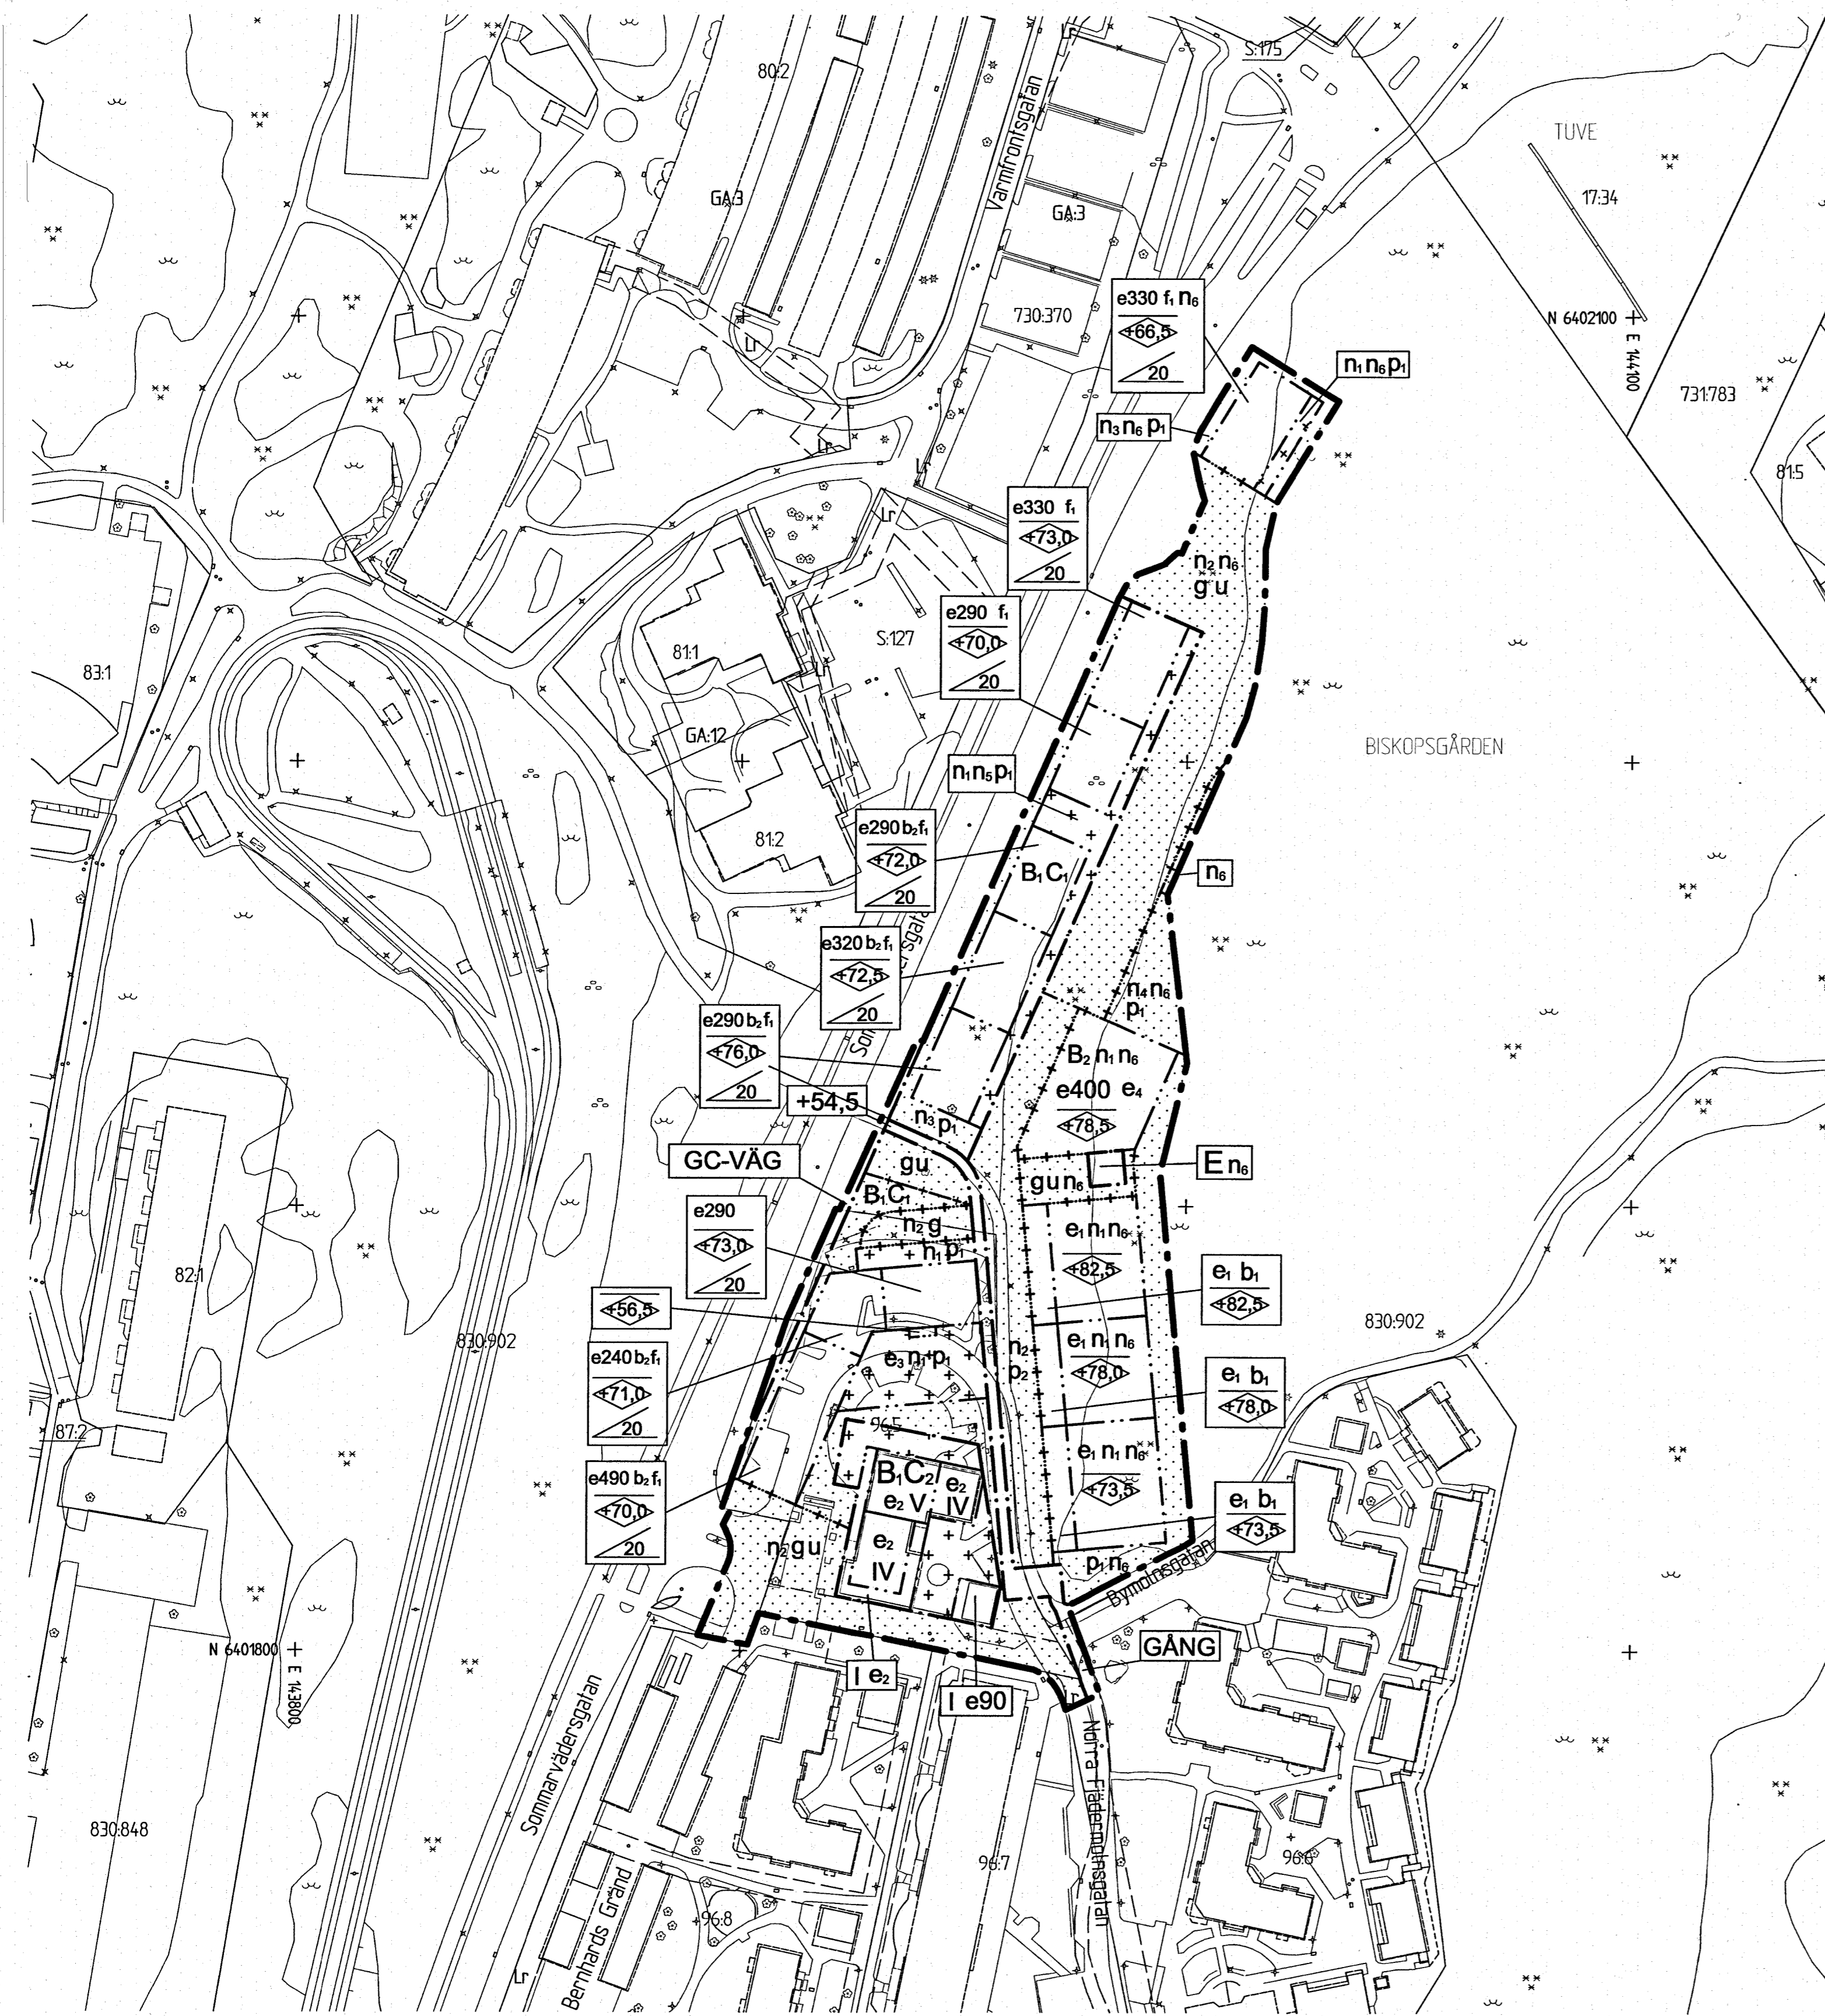 S:175
80:2
TUVE
17:34
GA:3
Varmfrontsgatan
GA:3
730:370
e330 f₁ n₆
+66,5
20
N 6402100
E 144100
n₁ n₆ p₁
731:783
n₃ n₆ p₁
81:5
Lr
Lr
Lr
Lr
e330 f₁
+73,0
20
n₂ n₆
g u
e290 f₁
+70,0
20
S:127
81:1
Lr
83:1
GA:12
BISKOPSGÅRDEN
n₁ n₅ p₁
81:2
e290 b₂ f₁
+72,0
20
B₁ C₁
n₆
e320 b₂ f₁
+72,5
20
n₄ n₆
p₁
e290 b₂ f₁
+76,0
20
B₂ n₁ n₆
e400 e₄
+78,5
+54,5
n₃ p₁
GC-VÄG
gu
gu n₆
E n₆
B₁ C₁
e290
+73,0
20
n₂ g
n₁ p₁
e₁ n₁ n₆
+82,5
e₁ b₁
+82,5
82:1
+56,5
830:902
830:902
e₁ n₁ n₆
+78,0
n₂
p₂
e₃ n₁ p₁
e240 b₂ f₁
+71,0
20
e₁ b₁
+78,0
87:2
96:5
e₁ n₁ n₆
+73,5
B₁ C₂
e₂ V
e₂
IV
e490 b₂ f₁
+70,0
20
e₁ b₁
+73,5
n₂ gu
e₂
IV
p₁ n₆
Bymolnsgatan
N 6401800
E 143800
GÅNG
I e₂
I e90
Sommarvädersgatan
Norra Fjädermolnsgatan
830:848
96:7
96:6
96:8
Bernhards Gränd
Lr